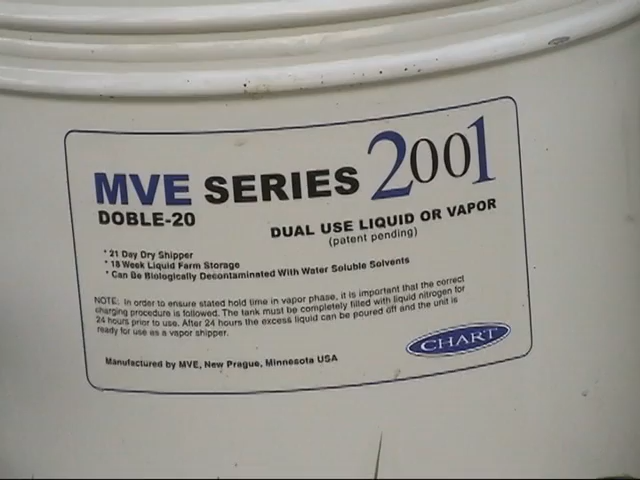 MVE SERIES 2001
DOBLE-20
DUAL USE LIQUID OR VAPOR
(patent pending)
* 21 Day Dry Shipper
* 18 Week Liquid Farm Storage
* Can Be Biologically Decontaminated With Water Soluble Solvents
NOTE: In order to ensure stated hold time in vapor phase, it is important that the correct
charging procedure is followed. The tank must be completely filled with liquid nitrogen for
24 hours prior to use. After 24 hours the excess liquid can be poured off and the unit is
ready for use as a vapor shipper.
CHART
Manufactured by MVE, New Prague, Minnesota USA